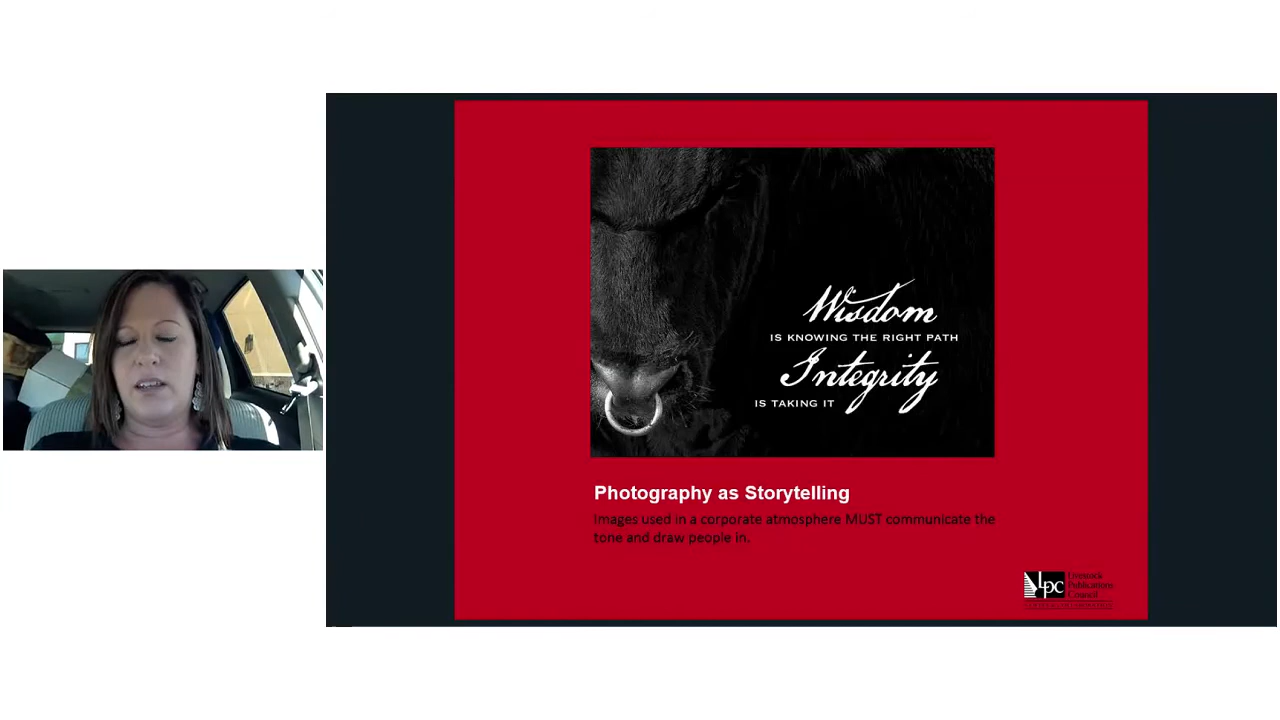 Wisdom
IS KNOWING THE RIGHT PATH
Integrity
IS TAKING IT
Photography as Storytelling
Images used in a corporate atmosphere MUST communicate the
tone and draw people in.
LPC
Livestock
Publications
Council